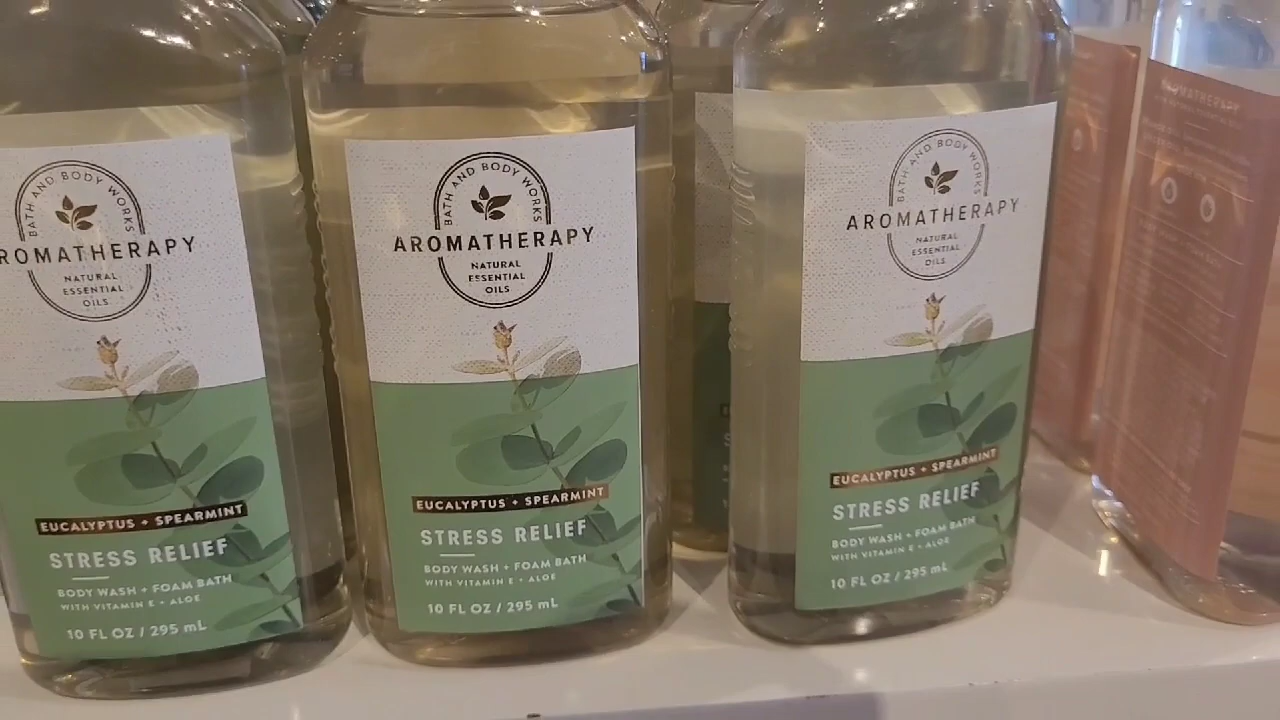 BATH AND BODY WORKS
ROMATHERAPY
NATURAL
ESSENTIAL
OILS
EUCALYPTUS + SPEARMINT
STRESS RELIEF
BODY WASH + FOAM BATH
WITH VITAMIN E + ALOE
10 FL OZ / 295 mL
BATH AND BODY WORKS
AROMATHERAPY
NATURAL
ESSENTIAL
OILS
EUCALYPTUS + SPEARMINT
STRESS RELIEF
BODY WASH + FOAM BATH
WITH VITAMIN E + ALOE
10 FL OZ / 295 mL
BATH AND BODY WORKS
AROMATHERAPY
NATURAL
ESSENTIAL
OILS
EUCALYPTUS + SPEARMINT
STRESS RELIEF
BODY WASH + FOAM BATH
WITH VITAMIN E + ALOE
10 FL OZ / 295 mL
AROMATHERAPY